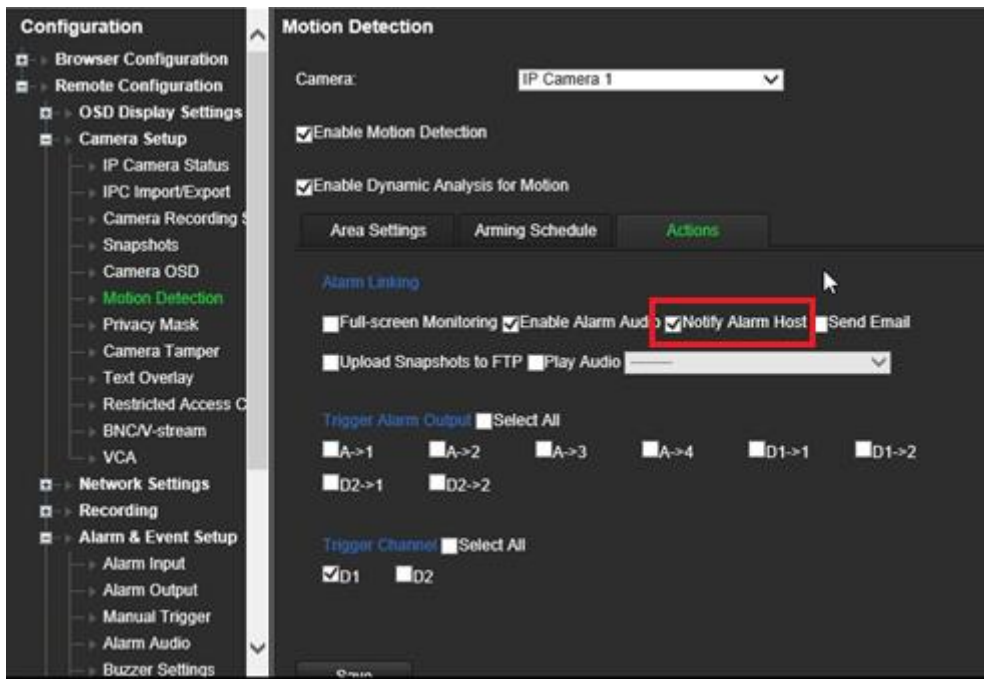 Configuration
Browser Configuration
Remote Configuration
OSD Display Settings
Camera Setup
IP Camera Status
IPC Import/Export
Camera Recording S
Snapshots
Camera OSD
Motion Detection
Privacy Mask
Camera Tamper
Text Overlay
Restricted Access C
BNC/V-stream
VCA
Network Settings
Recording
Alarm & Event Setup
Alarm Input
Alarm Output
Manual Trigger
Alarm Audio
Buzzer Settings
Motion Detection
Camera: IP Camera 1
Enable Motion Detection
Enable Dynamic Analysis for Motion
Area Settings Arming Schedule Actions
Alarm Linking
Full-screen Monitoring Enable Alarm Audio Notify Alarm Host Send Email
Upload Snapshots to FTP Play Audio --------
Trigger Alarm Output Select All
A->1 A->2 A->3 A->4 D1->1 D1->2
D2->1 D2->2
Trigger Channel Select All
D1 D2
Save